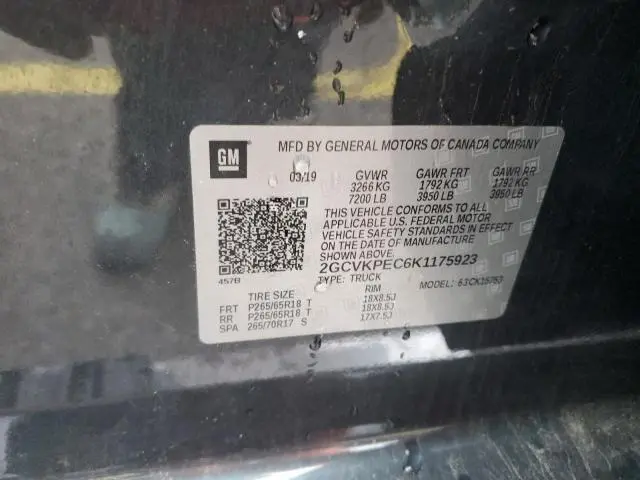 GM
MFD BY GENERAL MOTORS OF CANADA COMPANY
03/19 GVWR GAWR FRT GAWR RR
3266 KG 1792 KG 1792 KG
7200 LB 3950 LB 3950 LB
THIS VEHICLE CONFORMS TO ALL
APPLICABLE U.S. FEDERAL MOTOR
VEHICLE SAFETY STANDARDS IN EFFECT
ON THE DATE OF MANUFACTURE
SHOWN ABOVE.
2GCVKPEC6K1175923
TYPE: TRUCK MODEL: 63CK15753
457B
TIRE SIZE RIM
FRT P265/65R18 T 18X8.5J
RR P265/65R18 T 18X8.5J
SPA 265/70R17 S 17X7.5J